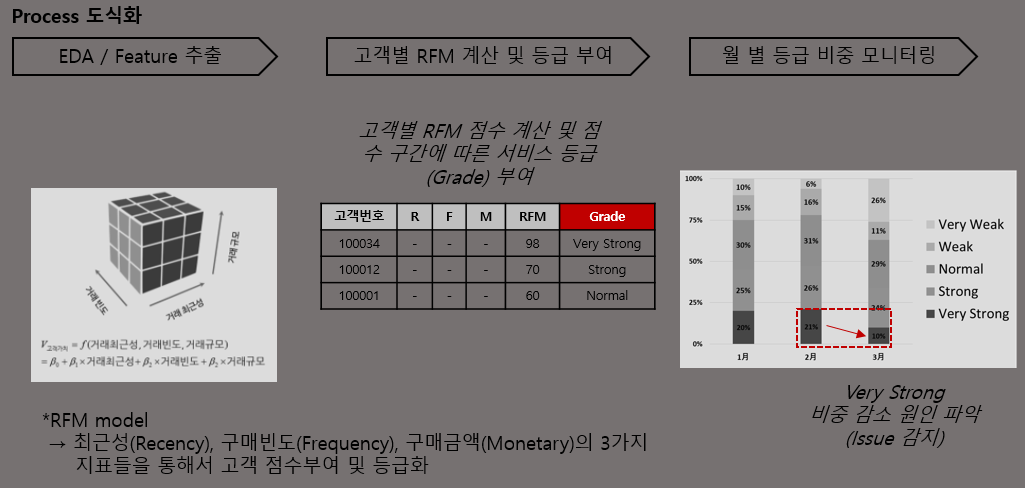 Process 도식화
EDA / Feature 추출
고객별 RFM 계산 및 등급 부여
월 별 등급 비중 모니터링
고객별 RFM 점수 계산 및 점
수 구간에 따른 서비스 등급
(Grade) 부여
거래 규모
거래 빈도
거래 최근성
V고객가치 = f(거래최근성, 거래빈도, 거래규모)
= β0 + β1×거래최근성+ β2×거래빈도 + β2×거래규모
고객번호 R F M RFM Grade
100034 - - - 98 Very Strong
100012 - - - 70 Strong
100001 - - - 60 Normal
100%
75%
50%
25%
0%
10%
15%
30%
25%
20%
6%
16%
31%
26%
21%
26%
11%
29%
24%
10%
1月 2月 3月
Very Weak
Weak
Normal
Strong
Very Strong
Very Strong
비중 감소 원인 파악
(Issue 감지)
*RFM model
→ 최근성(Recency), 구매빈도(Frequency), 구매금액(Monetary)의 3가지
지표들을 통해서 고객 점수부여 및 등급화